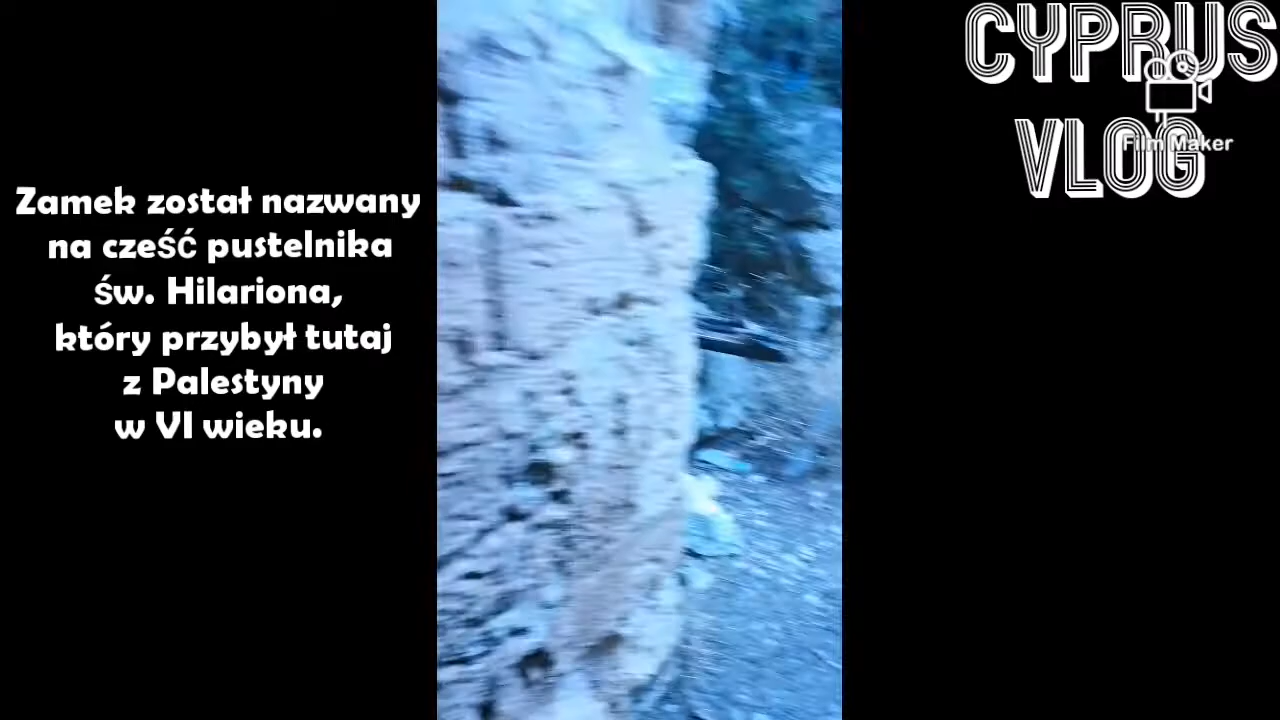 Zamek został nazwany
na cześć pustelnika
św. Hilariona,
który przybył tutaj
z Palestyny
w VI wieku.
CYPRUS
VLOG
Film Maker